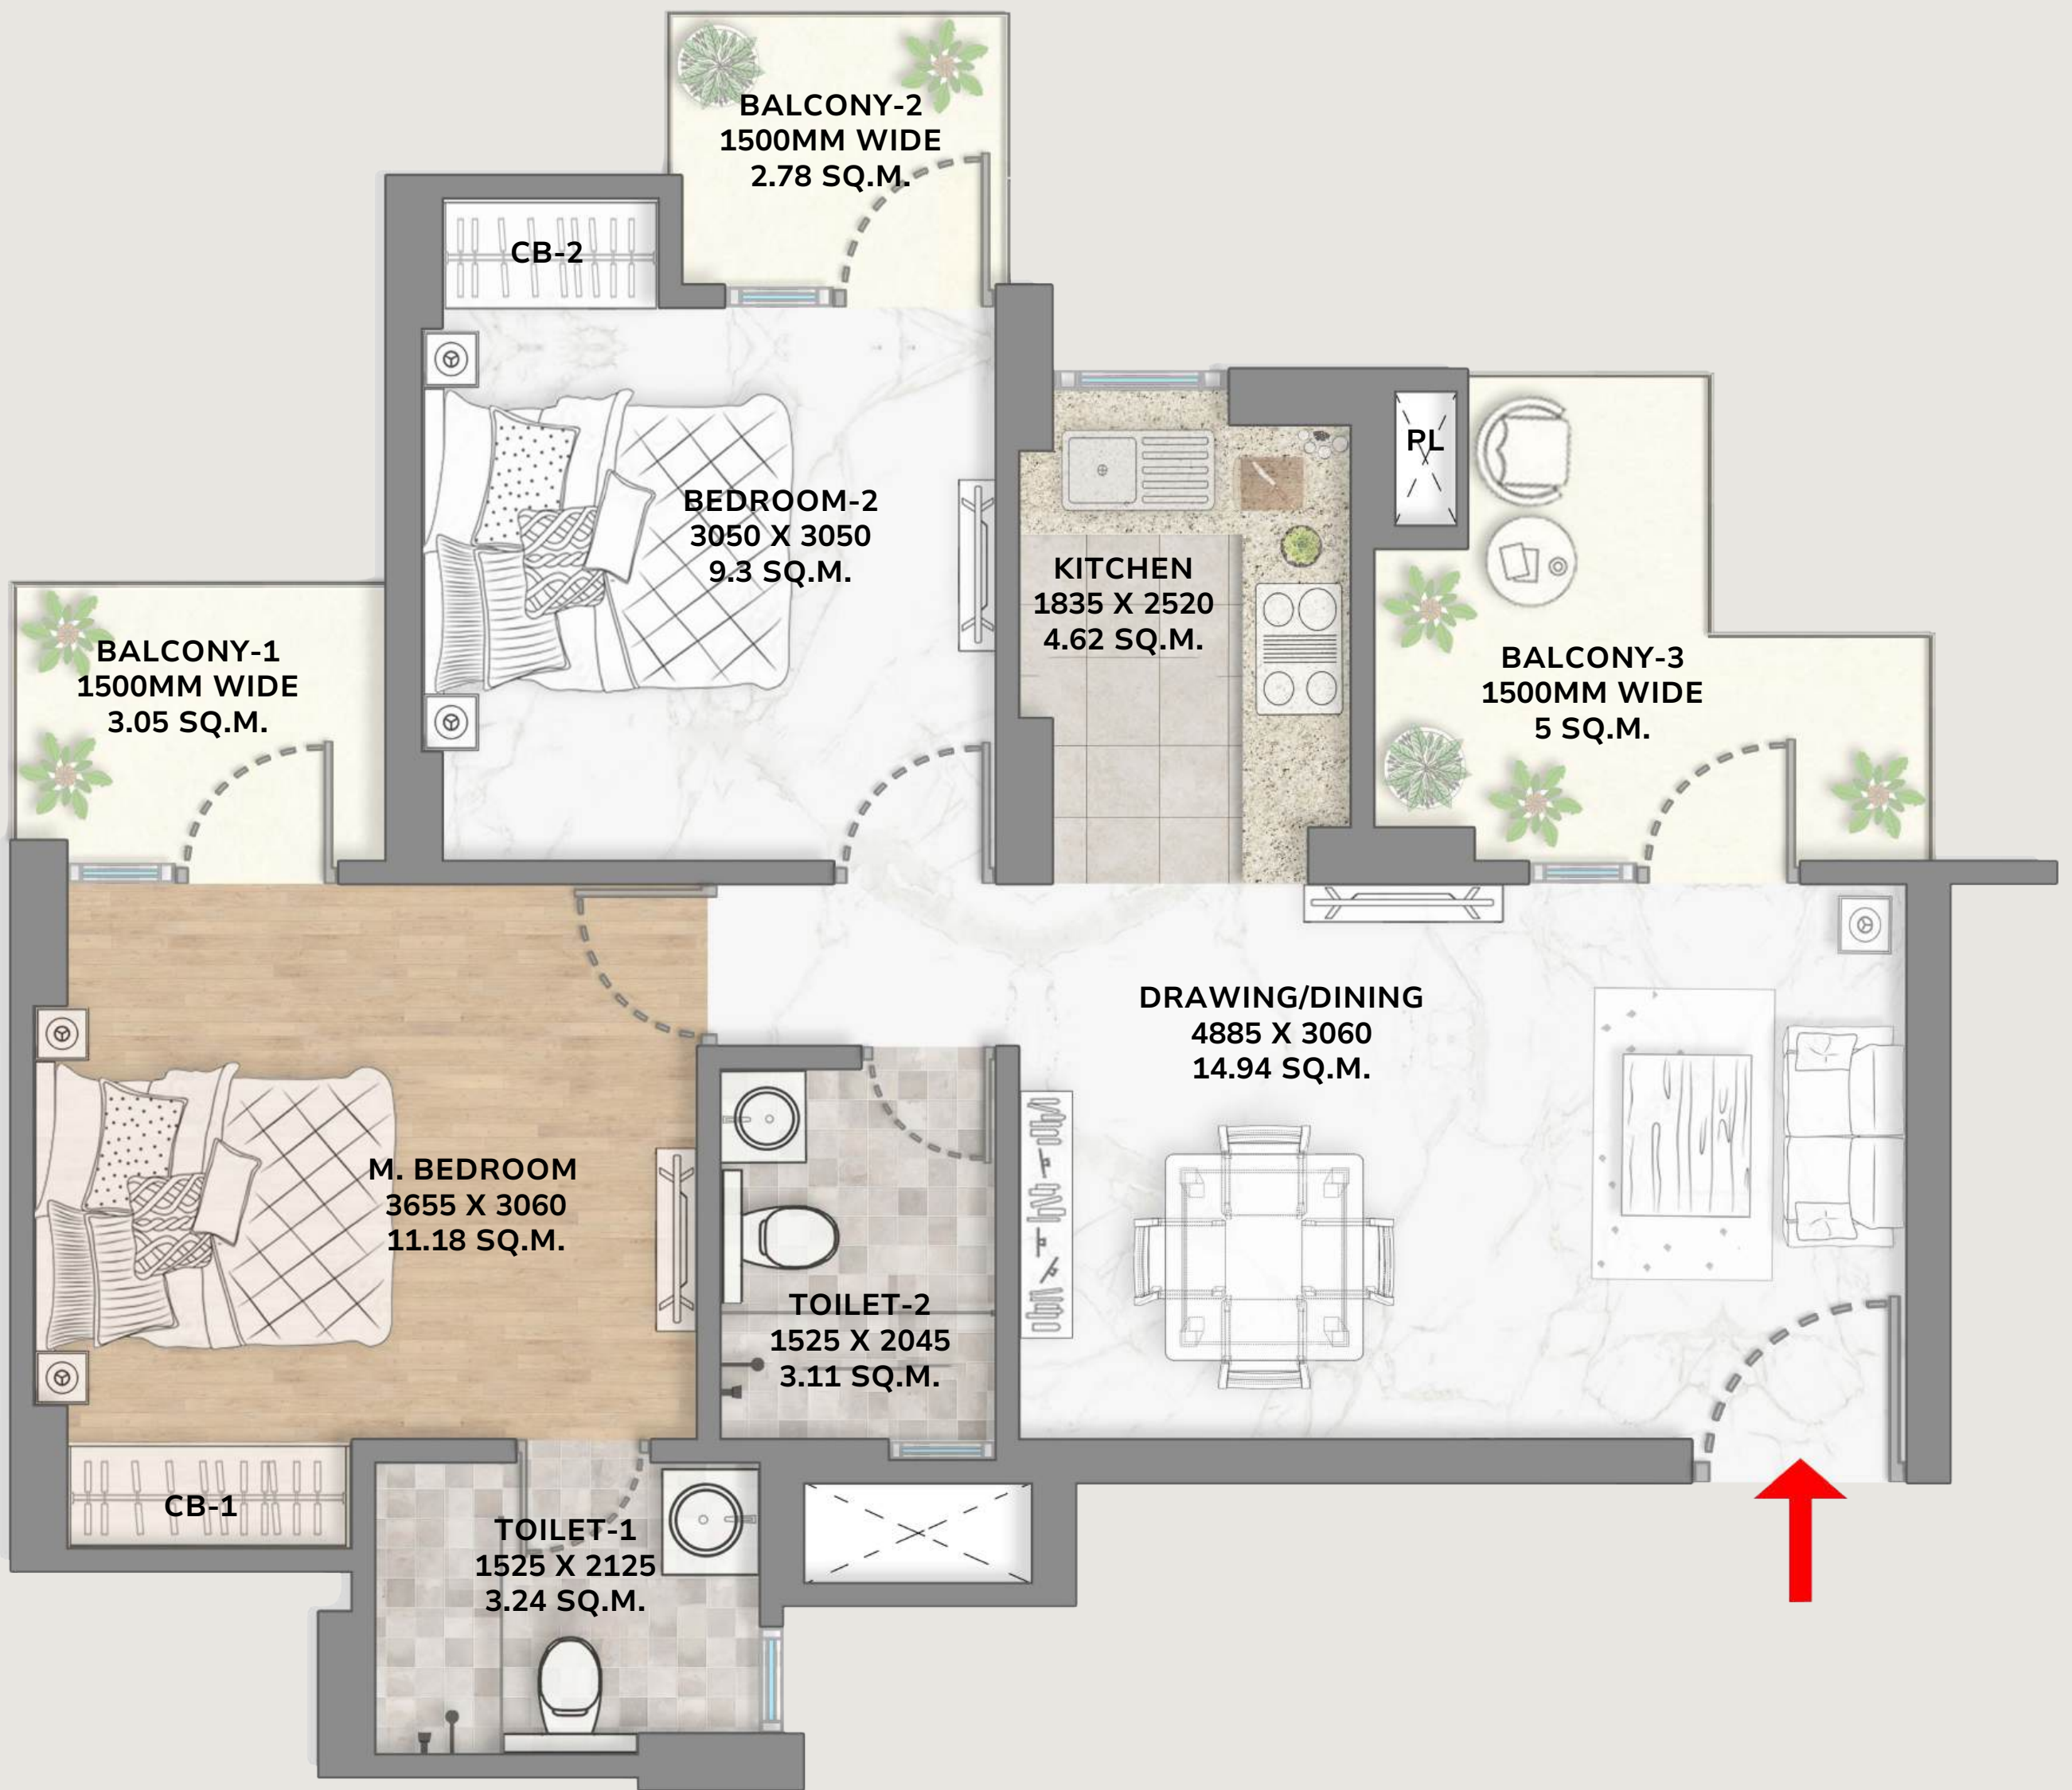 BALCONY-2
1500MM WIDE
2.78 SQ.M.
CB-2
PL
BEDROOM-2
3050 X 3050
9.3 SQ.M.
KITCHEN
1835 X 2520
4.62 SQ.M.
BALCONY-1
1500MM WIDE
3.05 SQ.M.
BALCONY-3
1500MM WIDE
5 SQ.M.
DRAWING/DINING
4885 X 3060
14.94 SQ.M.
M. BEDROOM
3655 X 3060
11.18 SQ.M.
TOILET-2
1525 X 2045
3.11 SQ.M.
CB-1
TOILET-1
1525 X 2125
3.24 SQ.M.